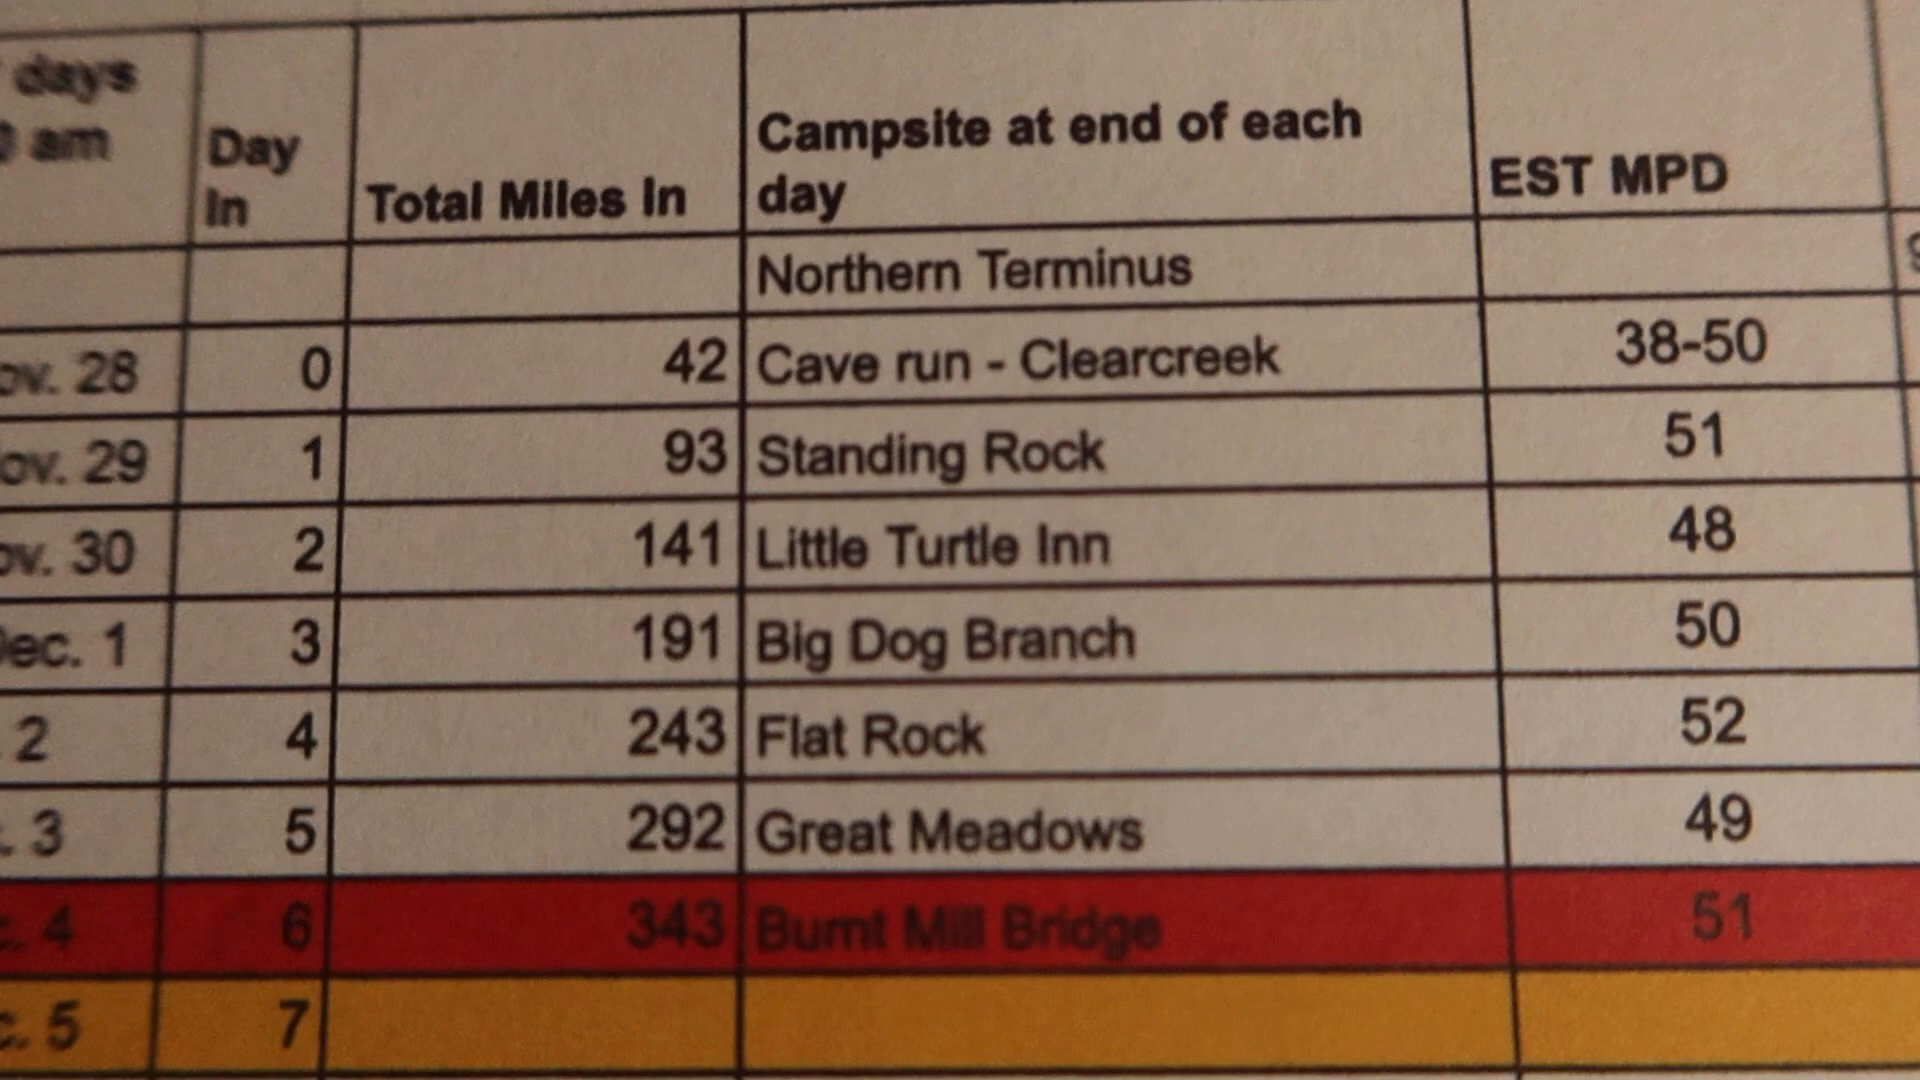 days
am
Day
In
Total Miles In
Campsite at end of each
day
EST MPD
Northern Terminus
ov. 28 0 42 Cave run - Clearcreek 38-50
ov. 29 1 93 Standing Rock 51
ov. 30 2 141 Little Turtle Inn 48
Dec. 1 3 191 Big Dog Branch 50
2 4 243 Flat Rock 52
. 3 5 292 Great Meadows 49
c. 4 6 343 Burnt Mill Bridge 51
c. 5 7